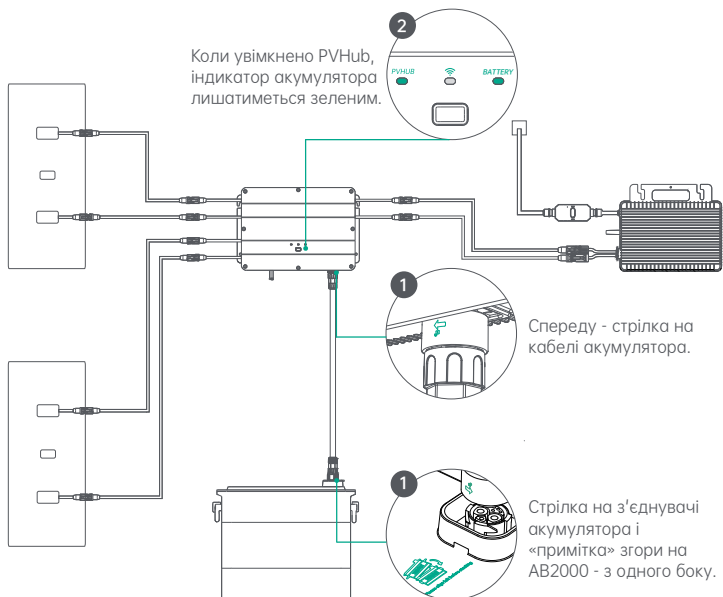 2
Коли увімкнено PVHub,
індикатор акумулятора
лишатиметься зеленим.
PVHUB
BATTERY
1
Спереду - стрілка на
кабелі акумулятора.
1
Стрілка на з'єднувачі
акумулятора і
«примітка» згори на
AB2000 - з одного боку.